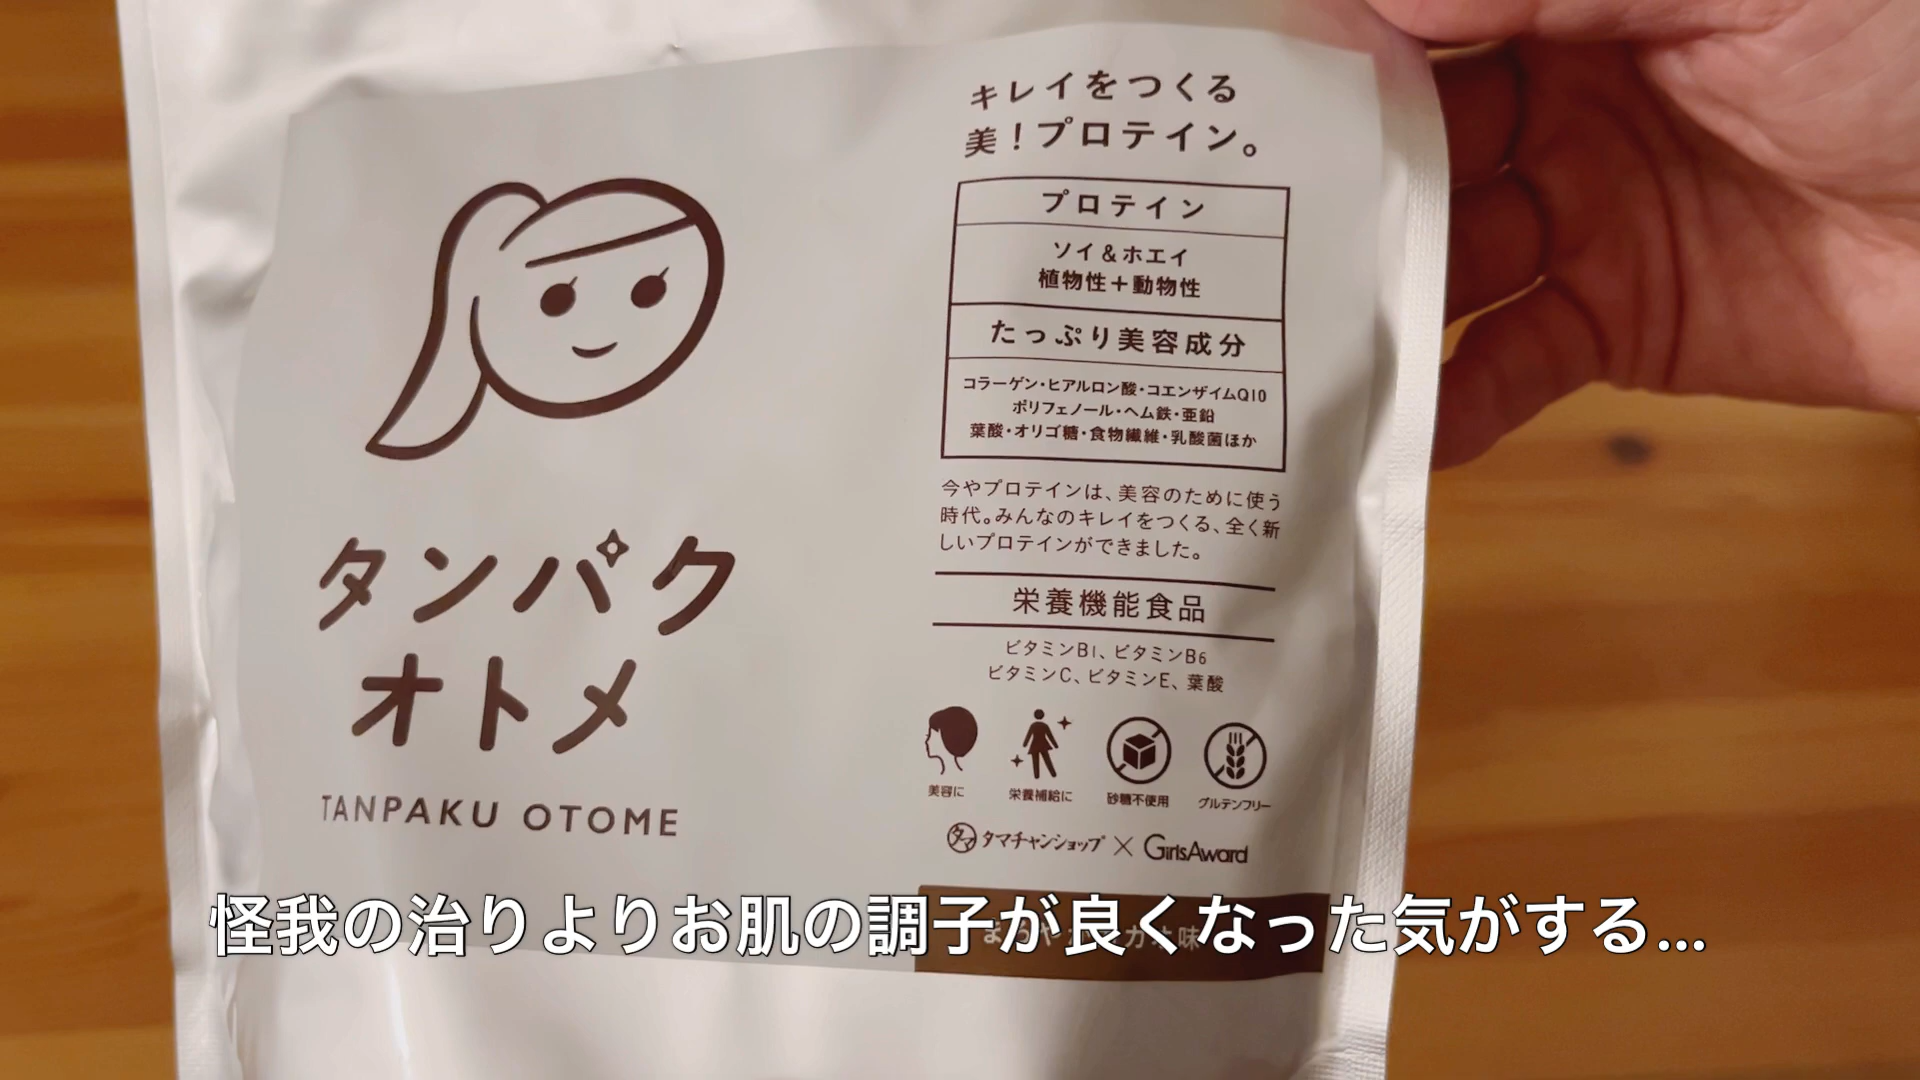 キレイをつくる
美！プロテイン。
プロテイン
ソイ＆ホエイ
植物性＋動物性
たっぷり美容成分
コラーゲン・ヒアルロン酸・コエンザイムQ10
ポリフェノール・ヘム鉄・亜鉛
葉酸・オリゴ糖・食物繊維・乳酸菌ほか
今やプロテインは、美容のために使う
時代。みんなのキレイをつくる、全く新
しいプロテインができました。
栄養機能食品
ビタミンB1、ビタミンB6
ビタミンC、ビタミンE、葉酸
美容に
栄養補給に
砂糖不使用
グルテンフリー
タマ タマチャンショップ × GirlsAward
タンパク
オトメ
TANPAKU OTOME
怪我の治りよりお肌の調子が良くなった気がする...